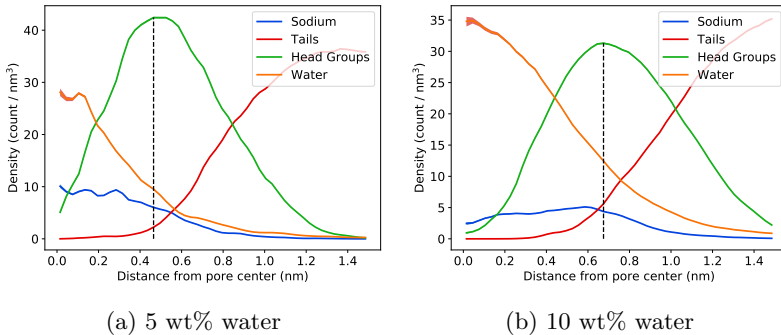 Sodium
Tails
Head Groups
Water
40
30
20
10
0
Density (count / nm³)
0.0 0.2 0.4 0.6 0.8 1.0 1.2 1.4
Distance from pore center (nm)
(a) 5 wt% water
Sodium
Tails
Head Groups
Water
35
30
25
20
15
10
5
0
Density (count / nm³)
0.0 0.2 0.4 0.6 0.8 1.0 1.2 1.4
Distance from pore center (nm)
(b) 10 wt% water